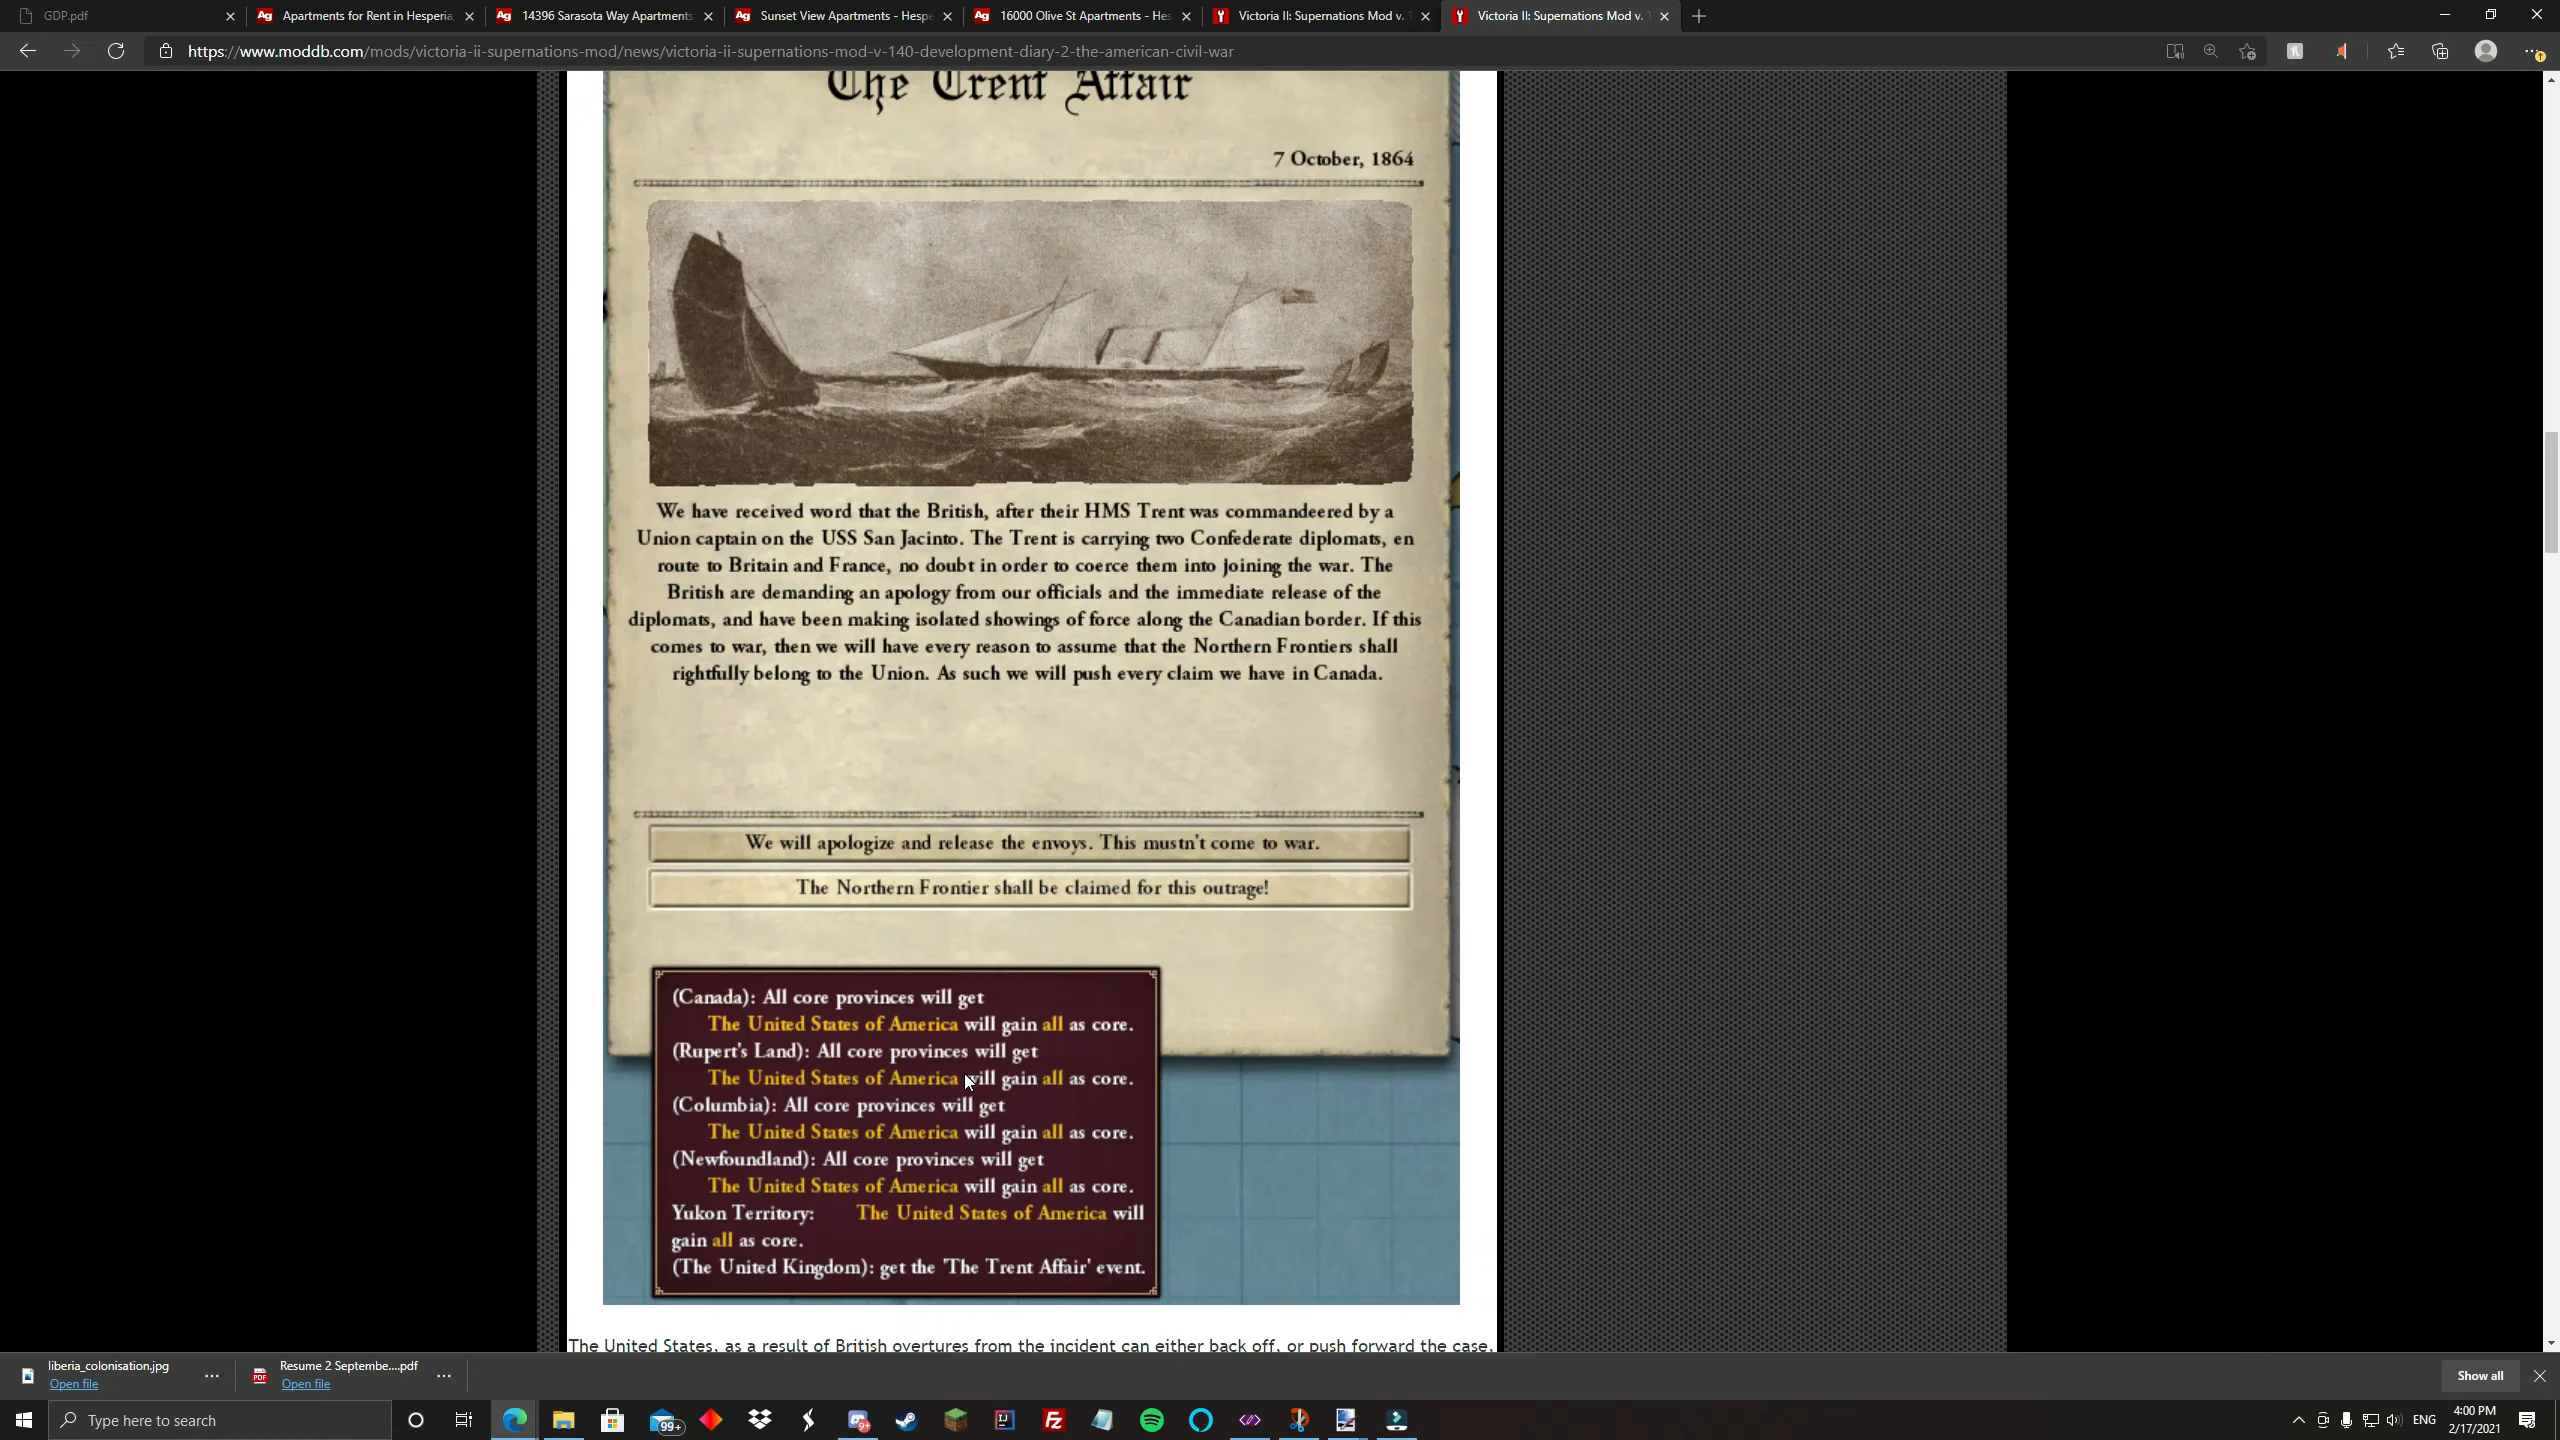 GDP.pdf
Apartments for Rent in Hesperia,
14396 Sarasota Way Apartments
Sunset View Apartments - Hespe
16000 Olive St Apartments - Hes
Victoria II: Supernations Mod v. 1
Victoria II: Supernations Mod v. 1
https://www.moddb.com/mods/victoria-ii-supernations-mod/news/victoria-ii-supernations-mod-v-140-development-diary-2-the-american-civil-war
The Trent Affair
7 October, 1864
We have received word that the British, after their HMS Trent was commandeered by a
Union captain on the USS San Jacinto. The Trent is carrying two Confederate diplomats, en
route to Britain and France, no doubt in order to coerce them into joining the war. The
British are demanding an apology from our officials and the immediate release of the
diplomats, and have been making isolated showings of force along the Canadian border. If this
comes to war, then we will have every reason to assume that the Northern Frontiers shall
rightfully belong to the Union. As such we will push every claim we have in Canada.
We will apologize and release the envoys. This mustn't come to war.
The Northern Frontier shall be claimed for this outrage!
(Canada): All core provinces will get
The United States of America will gain all as core.
(Rupert's Land): All core provinces will get
The United States of America will gain all as core.
(Columbia): All core provinces will get
The United States of America will gain all as core.
(Newfoundland): All core provinces will get
The United States of America will gain all as core.
Yukon Territory: The United States of America will
gain all as core.
(The United Kingdom): get the 'The Trent Affair' event.
The United States, as a result of British overtures from the incident can either back off, or push forward the case.
liberia_colonisation.jpg
Open file
Resume 2 Septembe....pdf
Open file
Show all
Type here to search
99+
9+
ENG
4:00 PM
2/17/2021